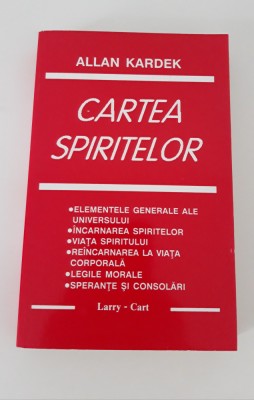 ALLAN KARDEK
CARTEA
SPIRITELOR
●ELEMENTELE GENERALE ALE
UNIVERSULUI
●ÎNCARNAREA SPIRITELOR
●VIAȚA SPIRITULUI
●REÎNCARNAREA LA VIAȚA
CORPORALĂ
●LEGILE MORALE
●SPERANȚE ȘI CONSOLĂRI
Larry - Cart